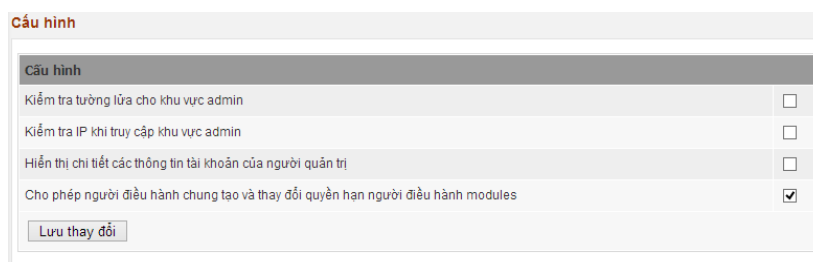 Cấu hình
Cấu hình
Kiểm tra tường lửa cho khu vực admin
Kiểm tra IP khi truy cập khu vực admin
Hiển thị chi tiết các thông tin tài khoản của người quản trị
Cho phép người điều hành chung tạo và thay đổi quyền hạn người điều hành modules
Lưu thay đổi